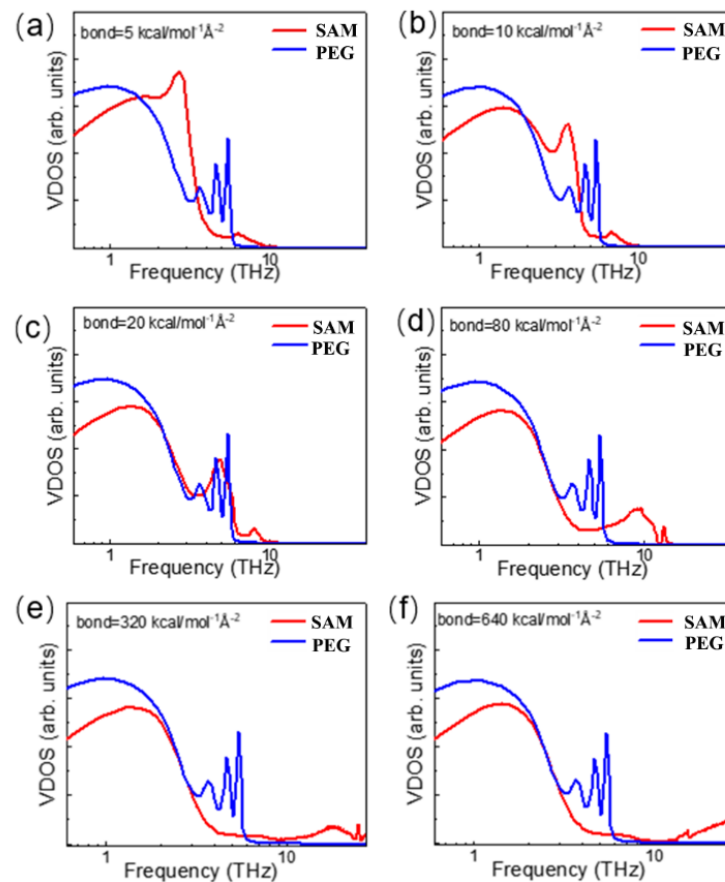 (a)
bond=5 kcal/mol⁻¹Å⁻²
SAM
PEG
VDOS (arb. units)
1
10
Frequency (THz)
(b)
bond=10 kcal/mol⁻¹Å⁻²
SAM
PEG
VDOS (arb. units)
1
10
Frequency (THz)
(c)
bond=20 kcal/mol⁻¹Å⁻²
SAM
PEG
VDOS (arb. units)
1
10
Frequency (THz)
(d)
bond=80 kcal/mol⁻¹Å⁻²
SAM
PEG
VDOS (arb. units)
1
10
Frequency (THz)
(e)
bond=320 kcal/mol⁻¹Å⁻²
SAM
PEG
VDOS (arb. units)
1
10
Frequency (THz)
(f)
bond=640 kcal/mol⁻¹Å⁻²
SAM
PEG
VDOS (arb. units)
1
10
Frequency (THz)